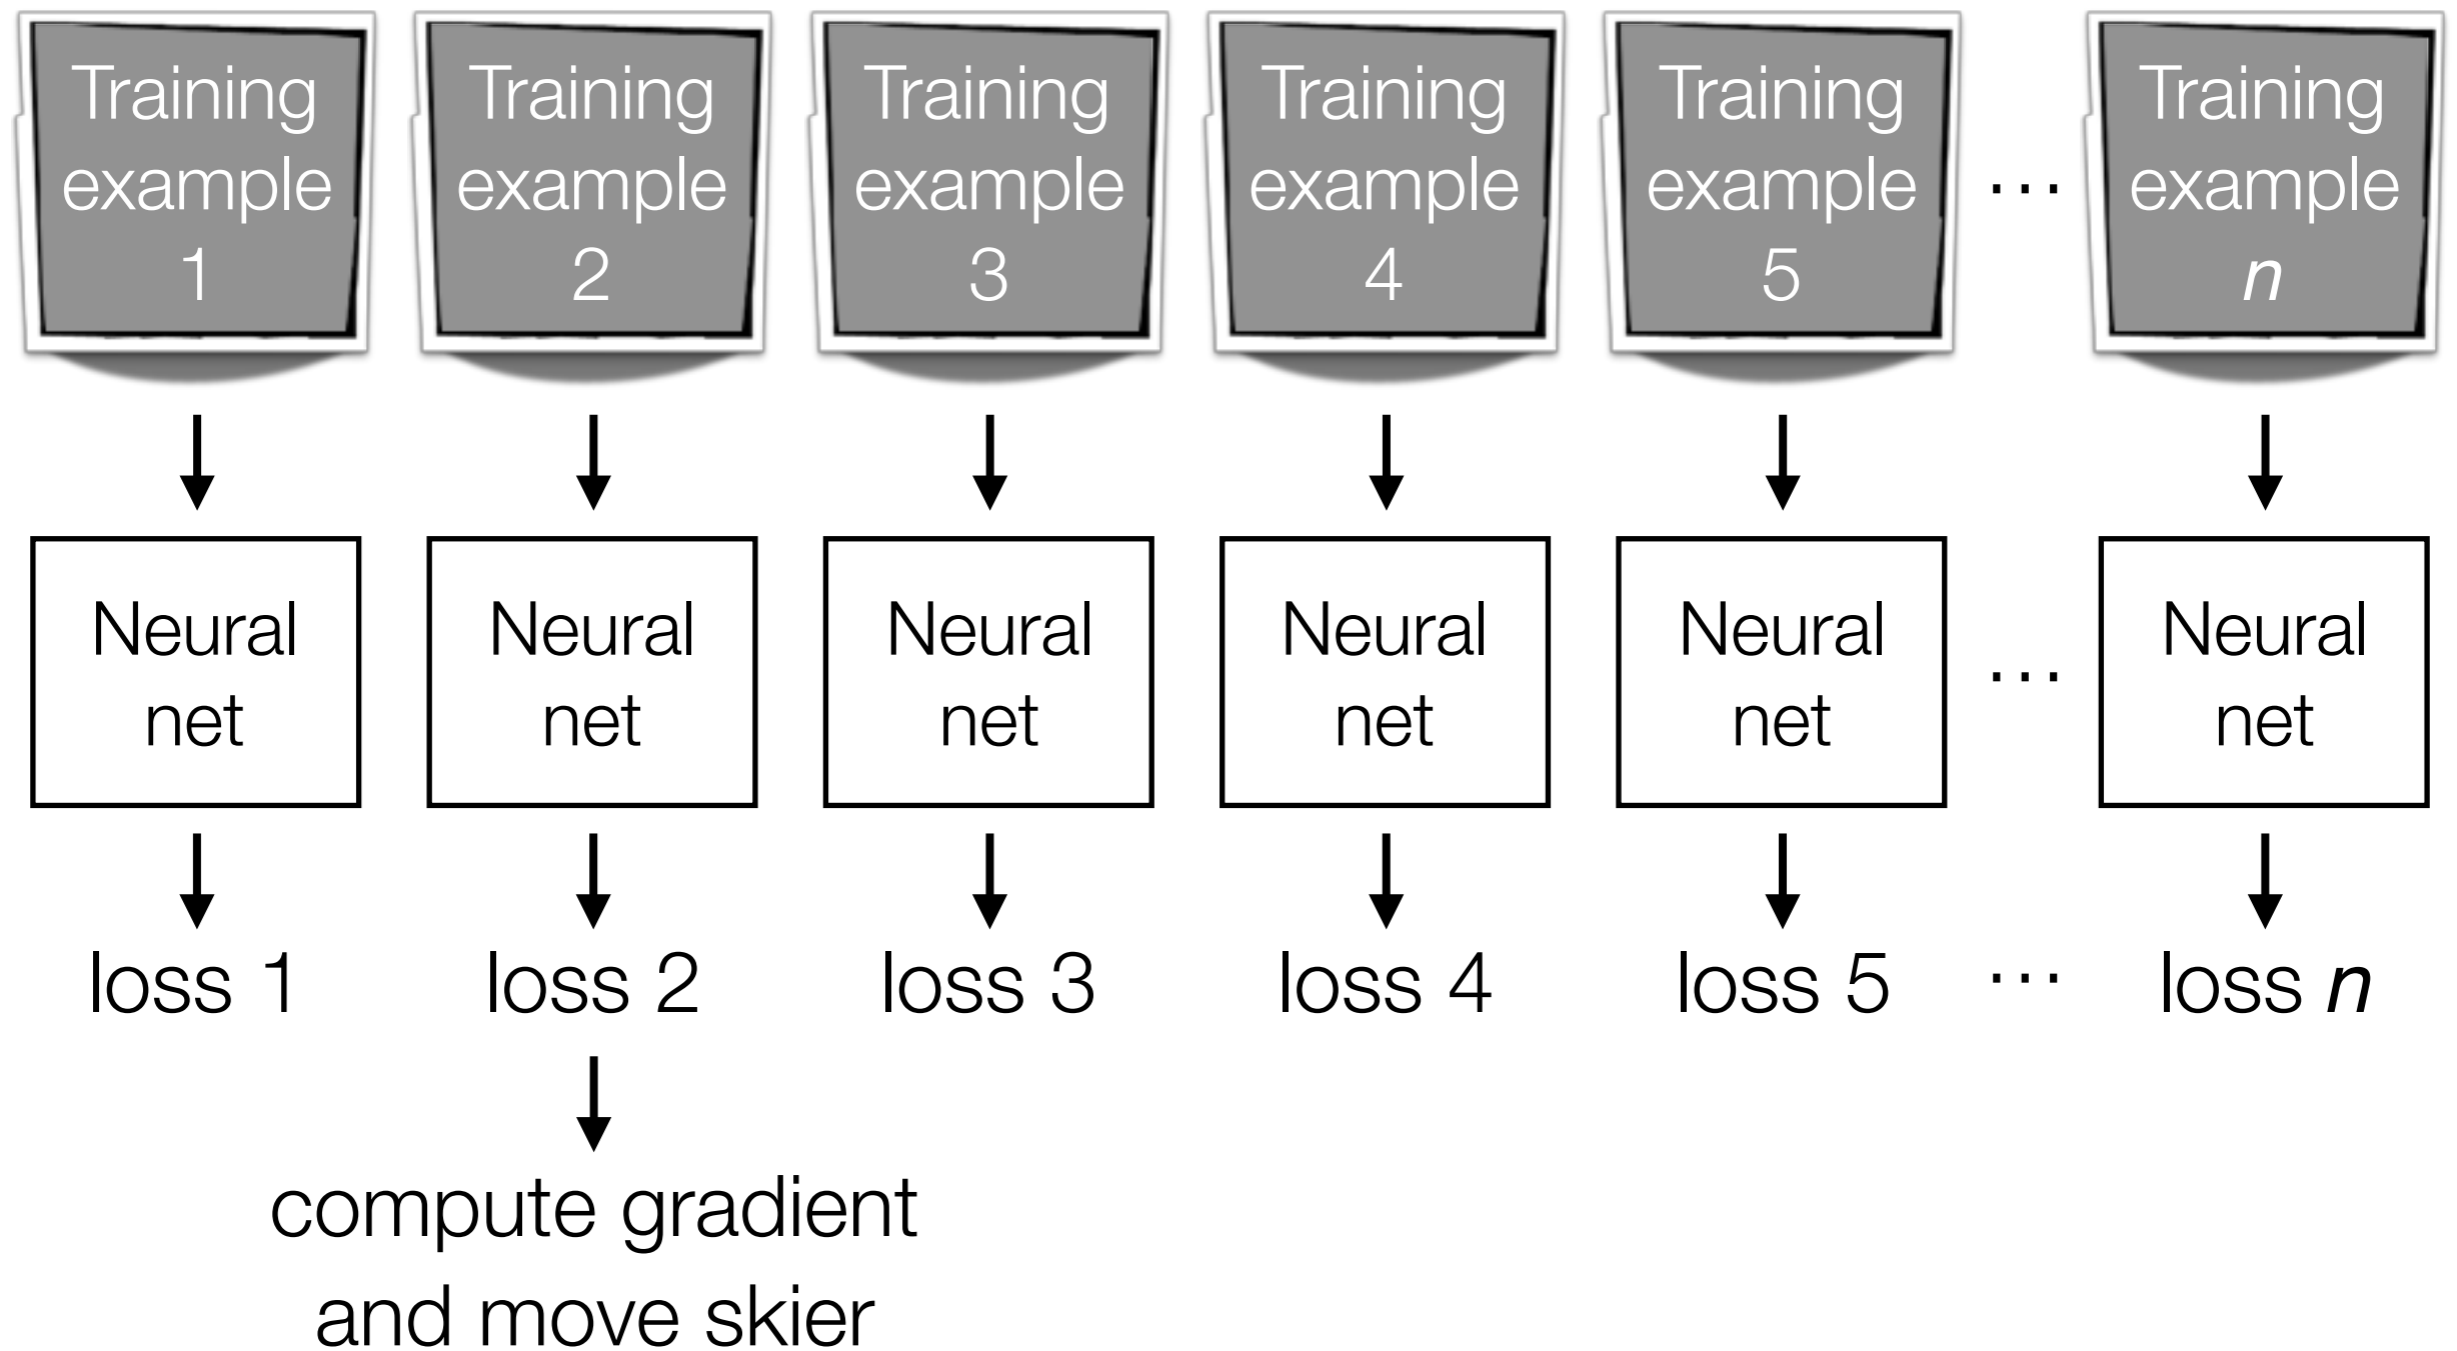 Training
example
1
Training
example
2
Training
example
3
Training
example
4
Training
example
5
...
Training
example
n
Neural
net
Neural
net
Neural
net
Neural
net
Neural
net
...
Neural
net
loss 1
loss 2
loss 3
loss 4
loss 5
...
loss n
compute gradient
and move skier